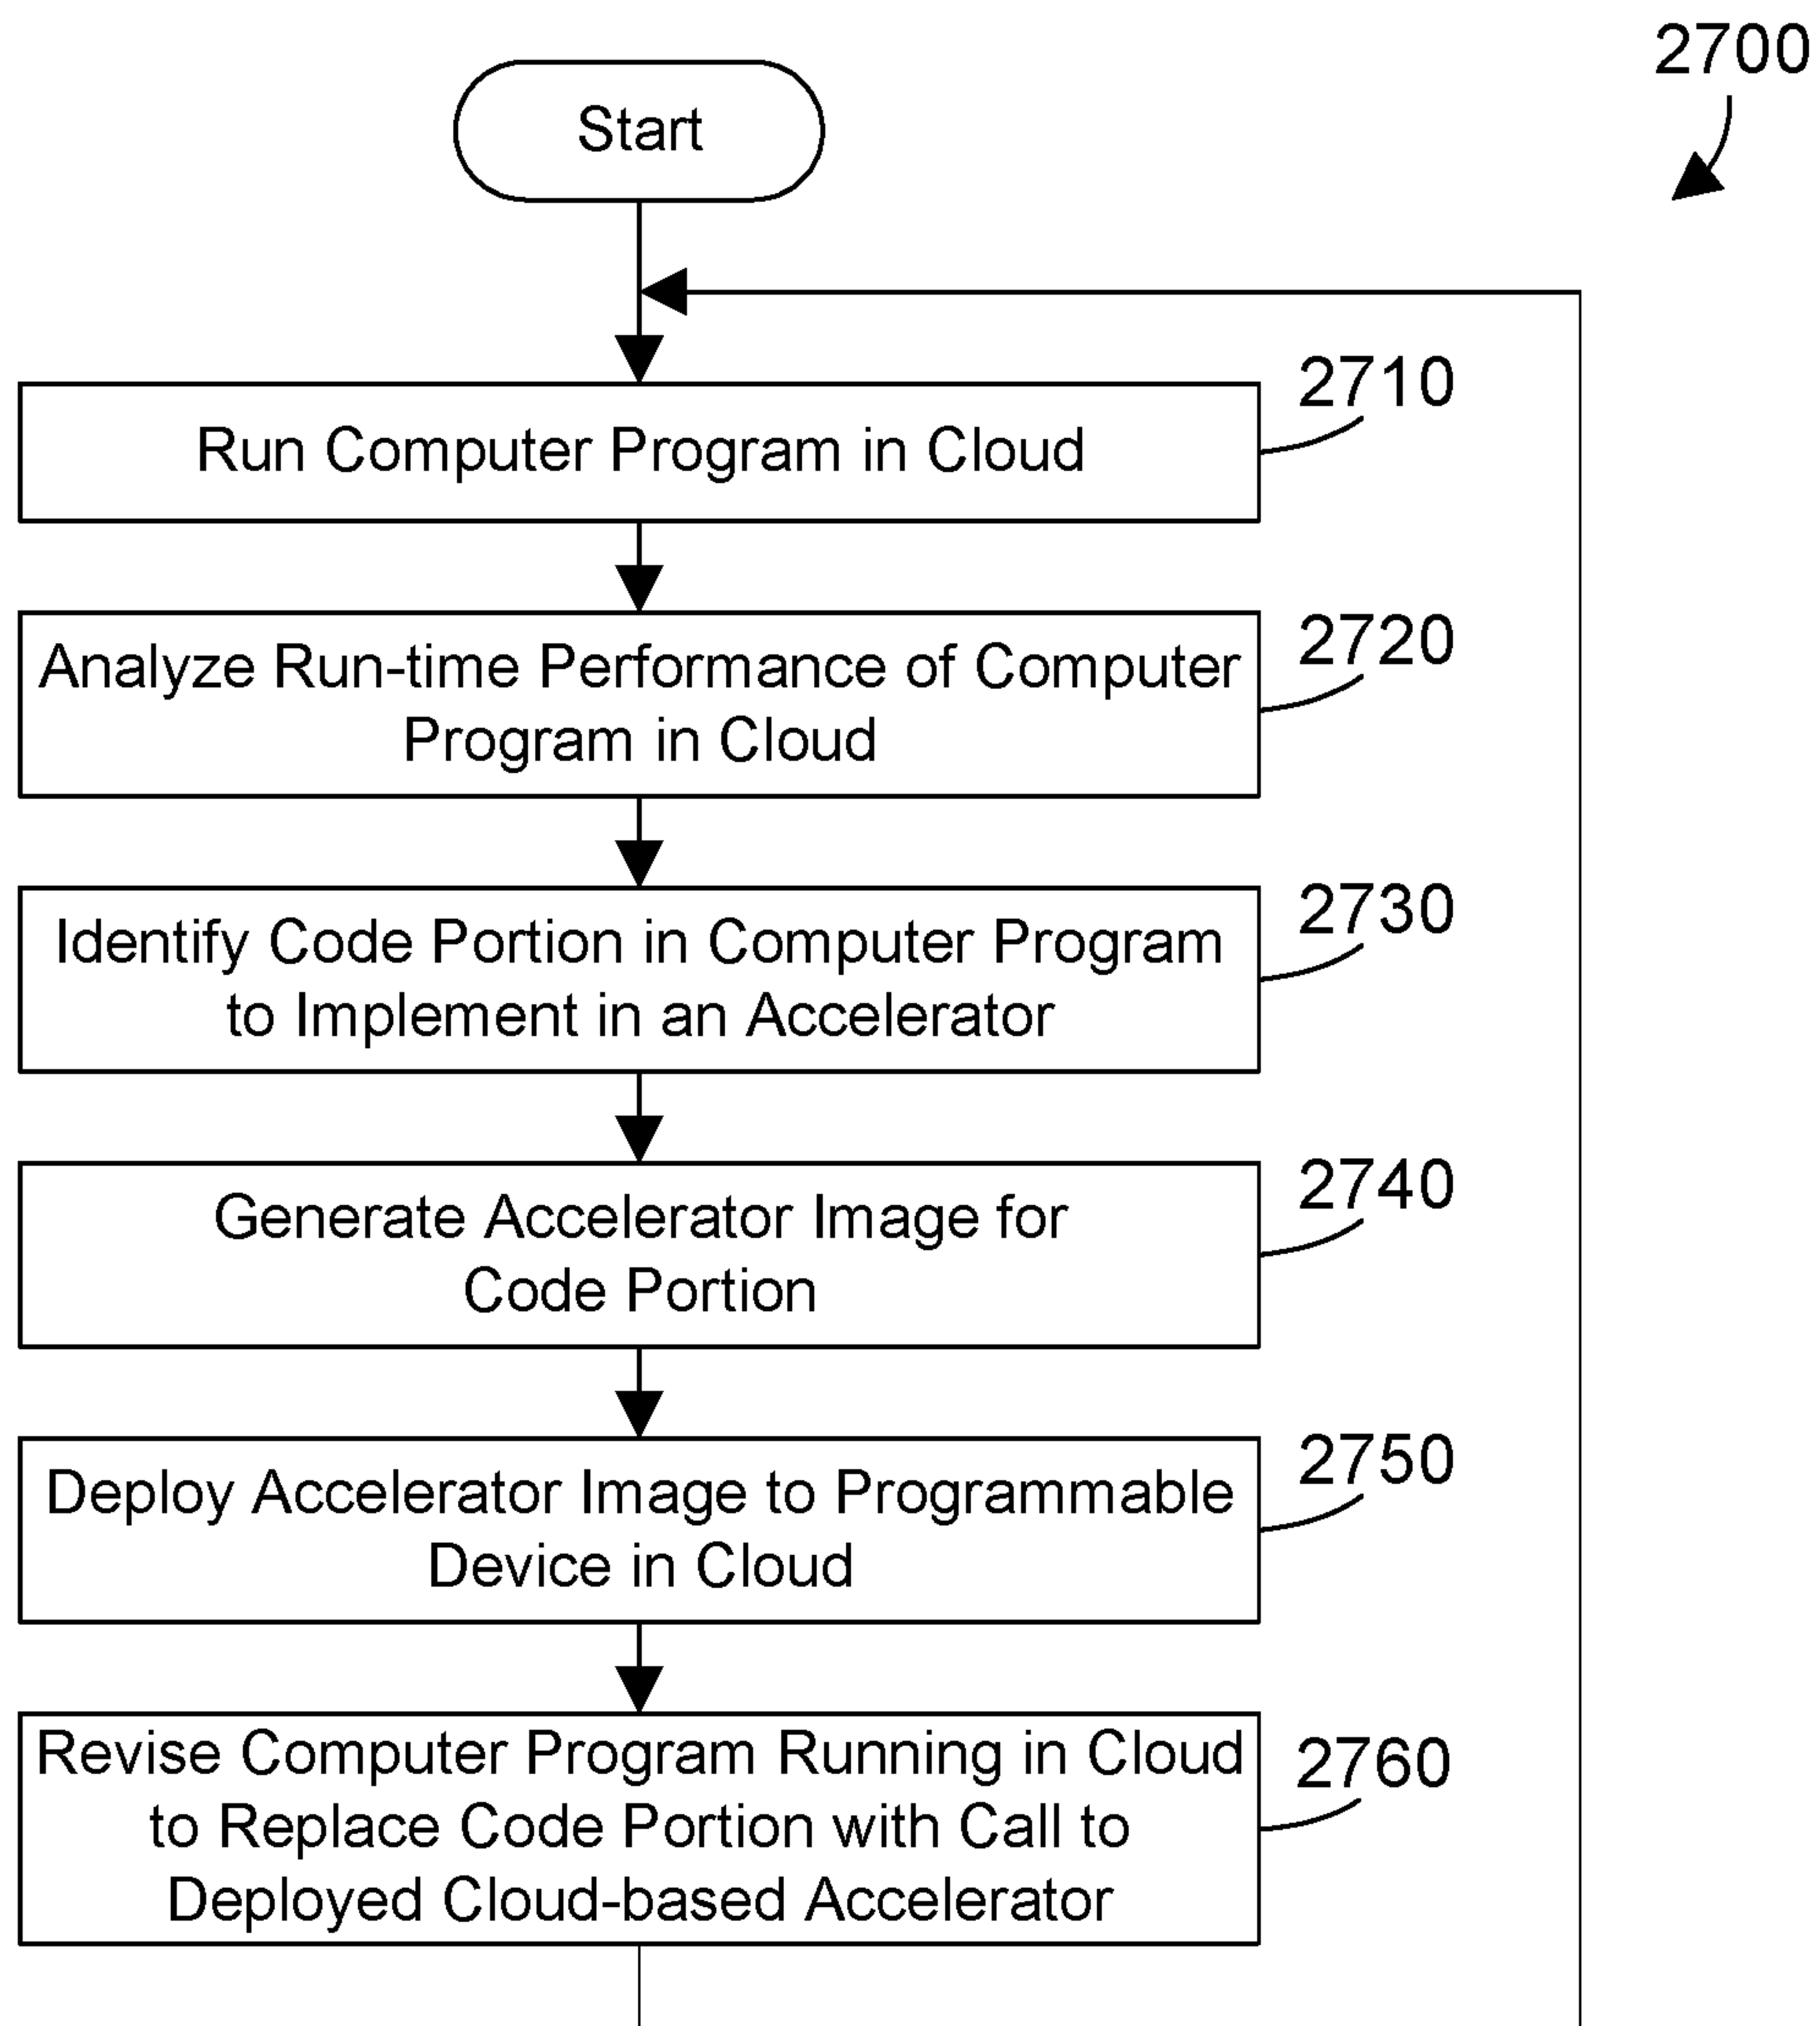 2700
Start
2710
Run Computer Program in Cloud
2720
Analyze Run-time Performance of Computer
Program in Cloud
2730
Identify Code Portion in Computer Program
to Implement in an Accelerator
2740
Generate Accelerator Image for
Code Portion
2750
Deploy Accelerator Image to Programmable
Device in Cloud
2760
Revise Computer Program Running in Cloud
to Replace Code Portion with Call to
Deployed Cloud-based Accelerator